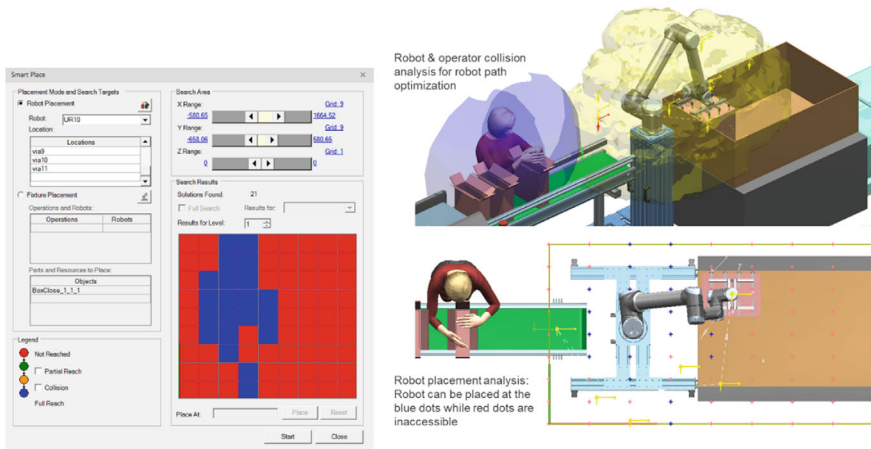 Smart Place
Placement Mode and Search Targets
Robot Placement
Robot:
UR10
Location:
Locations
via9
via10
via11
Fixture Placement
Operations and Robots:
Operations
Robots
Parts and Resources to Place:
Objects
BoxClose_1_1_1
Legend
Not Reached
Partial Reach
Collision
Full Reach
Search Area
X Range:
Grid: 9
-580.65
1664.52
Y Range:
Grid: 9
-658.06
580.65
Z Range:
Grid: 1
0
0
Search Results
Solutions Found:
21
Full Search
Results for:
Results for Level:
1
Place At:
Place
Reset
Start
Close
Robot & operator collision
analysis for robot path
optimization
Robot placement analysis:
Robot can be placed at the
blue dots while red dots are
inaccessible